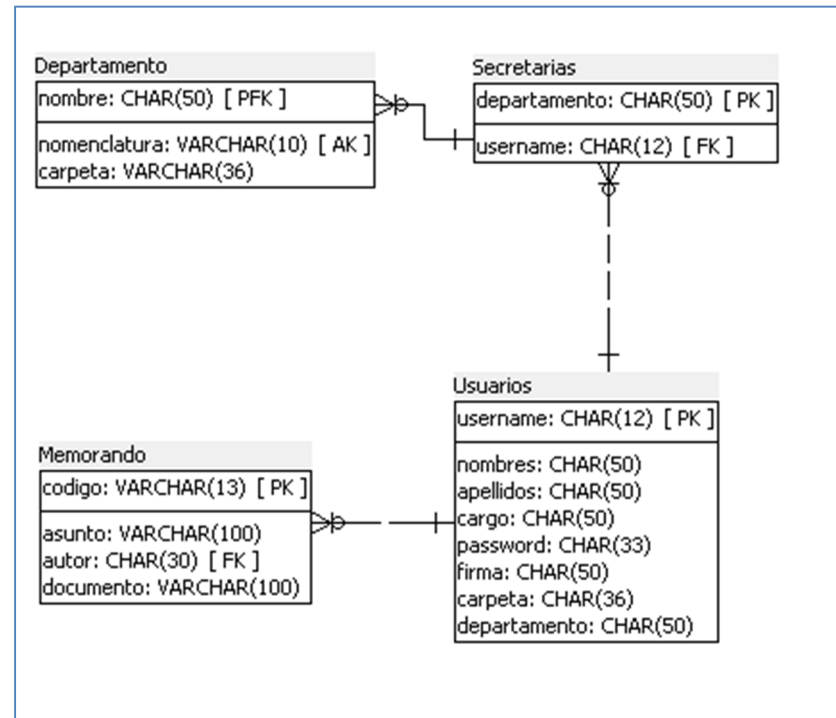 Departamento
nombre: CHAR(50) [ PFK ]
nomenclatura: VARCHAR(10) [ AK ]
carpeta: VARCHAR(36)
Secretarias
departamento: CHAR(50) [ PK ]
username: CHAR(12) [ FK ]
Usuarios
username: CHAR(12) [ PK ]
nombres: CHAR(50)
apellidos: CHAR(50)
cargo: CHAR(50)
password: CHAR(33)
firma: CHAR(50)
carpeta: CHAR(36)
departamento: CHAR(50)
Memorando
codigo: VARCHAR(13) [ PK ]
asunto: VARCHAR(100)
autor: CHAR(30) [ FK ]
documento: VARCHAR(100)